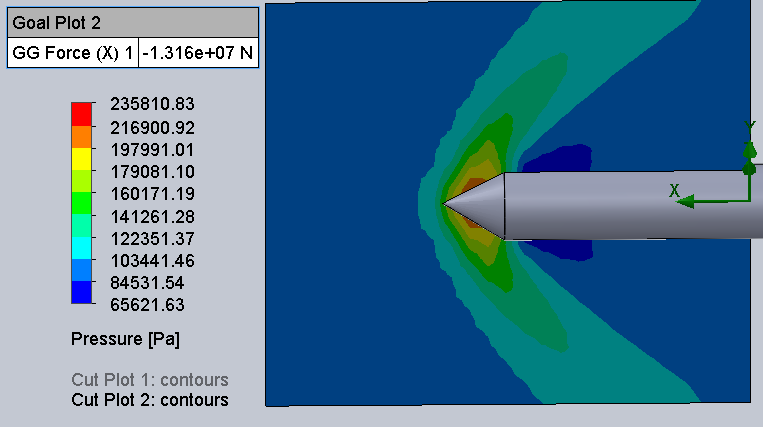 Goal Plot 2
GG Force (X) 1 -1.316e+07 N
235810.83
216900.92
197991.01
179081.10
160171.19
141261.28
122351.37
103441.46
84531.54
65621.63
Pressure [Pa]
Cut Plot 1: contours
Cut Plot 2: contours
Y
X